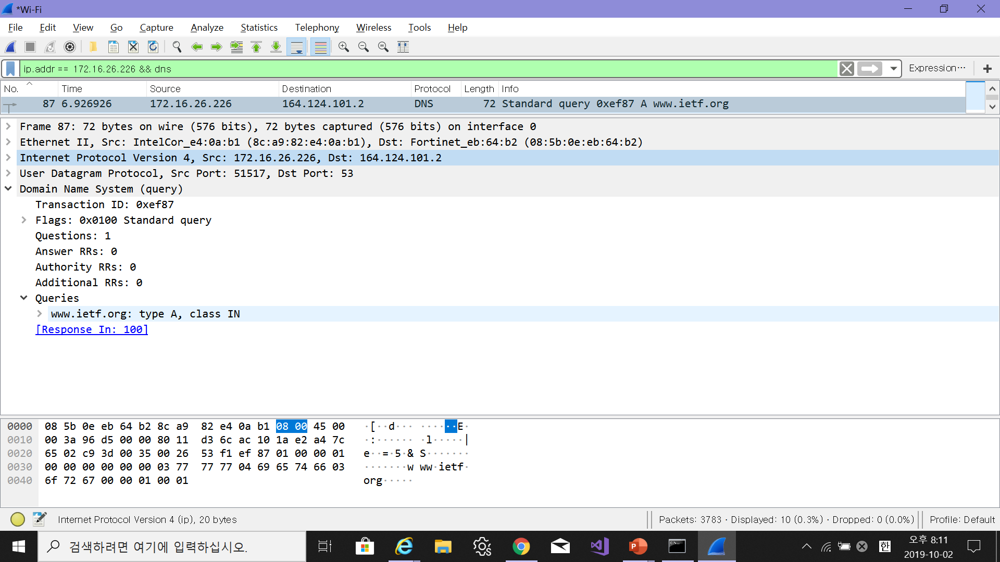 *Wi-Fi
File Edit View Go Capture Analyze Statistics Telephony Wireless Tools Help
ip.addr == 172.16.26.226 && dns
Expression…
No. Time Source Destination Protocol Length Info
87 6.926926 172.16.26.226 164.124.101.2 DNS 72 Standard query 0xef87 A www.ietf.org
Frame 87: 72 bytes on wire (576 bits), 72 bytes captured (576 bits) on interface 0
Ethernet II, Src: IntelCor_e4:0a:b1 (8c:a9:82:e4:0a:b1), Dst: Fortinet_eb:64:b2 (08:5b:0e:eb:64:b2)
Internet Protocol Version 4, Src: 172.16.26.226, Dst: 164.124.101.2
User Datagram Protocol, Src Port: 51517, Dst Port: 53
Domain Name System (query)
Transaction ID: 0xef87
Flags: 0x0100 Standard query
Questions: 1
Answer RRs: 0
Authority RRs: 0
Additional RRs: 0
Queries
www.ietf.org: type A, class IN
[Response In: 100]
0000 08 5b 0e eb 64 b2 8c a9 82 e4 0a b1 08 00 45 00 ·[··d··· ······E·
0010 00 3a 96 d5 00 00 80 11 d3 6c ac 10 1a e2 a4 7c ·:······ ·l·····|
0020 65 02 c9 3d 00 35 00 26 53 f1 ef 87 01 00 00 01 e··=·5·& S·······
0030 00 00 00 00 00 00 03 77 77 77 04 69 65 74 66 03 ·······w ww·ietf·
0040 6f 72 67 00 00 01 00 01 org·····
Internet Protocol Version 4 (ip), 20 bytes
Packets: 3783 · Displayed: 10 (0.3%) · Dropped: 0 (0.0%)
Profile: Default
검색하려면 여기에 입력하십시오.
한
오후 8:11
2019-10-02